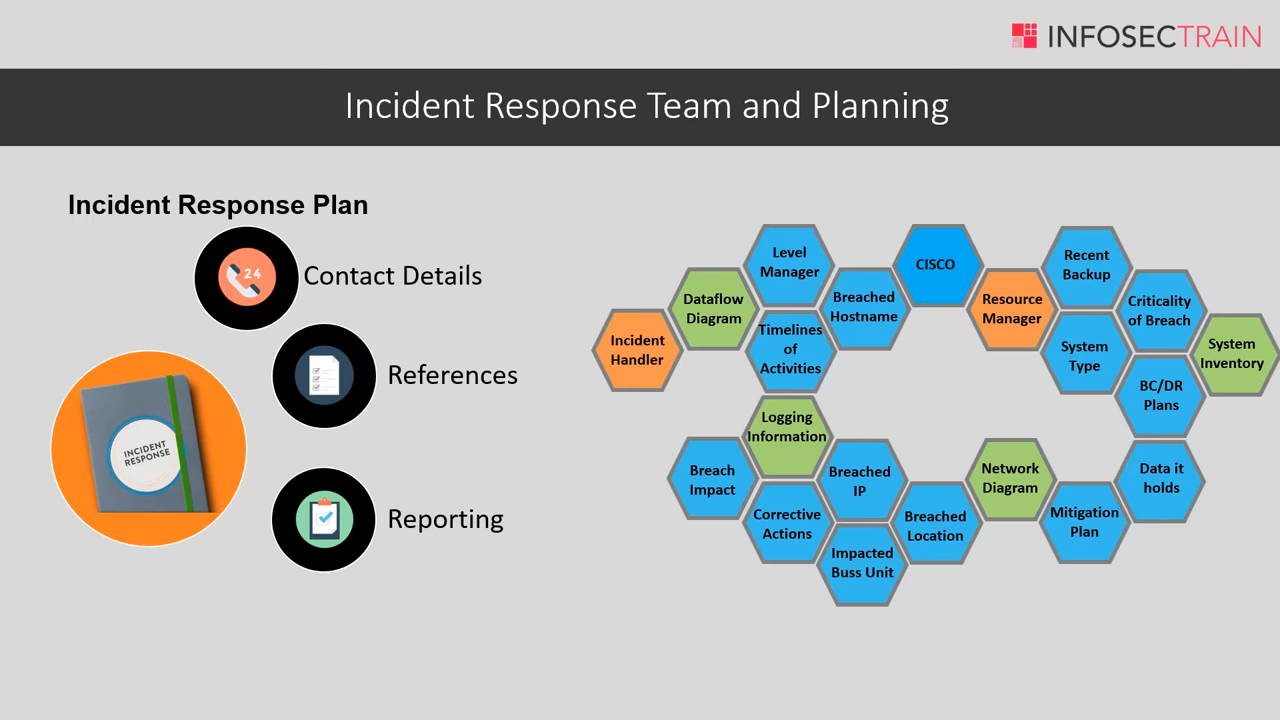 INFOSECTRAIN
Incident Response Team and Planning
Incident Response Plan
24
Contact Details
References
INCIDENT
RESPONSE
Reporting
Incident
Handler
Dataflow
Diagram
Level
Manager
Timelines
of
Activities
Breached
Hostname
CISCO
Resource
Manager
Recent
Backup
System
Type
Criticality
of Breach
System
Inventory
BC/DR
Plans
Logging
Information
Breach
Impact
Corrective
Actions
Breached
IP
Impacted
Buss Unit
Breached
Location
Network
Diagram
Mitigation
Plan
Data it
holds